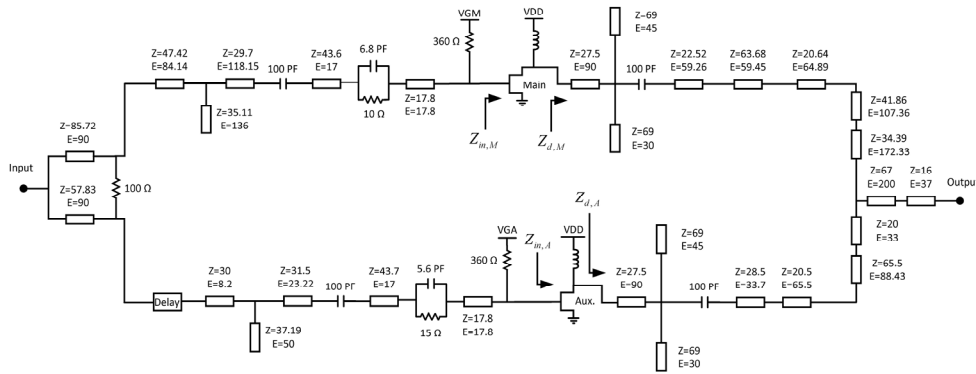 Input
Z=85.72
E=90
Z=57.83
E=90
100 Ω
Z=47.42
E=84.14
Z=35.11
E=136
Z=29.7
E=118.15
100 PF
Z=43.6
E=17
6.8 PF
10 Ω
Z=17.8
E=17.8
VGM
360 Ω
Z in,M
VDD
Main
Z d,M
Z=27.5
E=90
Z=69
E=45
Z=69
E=30
100 PF
Z=22.52
E=59.26
Z=63.68
E=59.45
Z=20.64
E=64.89
Z=41.86
E=107.36
Z=34.39
E=172.33
Z=67
E=200
Z=16
E=37
Output
Z=20
E=33
Z=65.5
E=88.43
Delay
Z=30
E=8.2
Z=37.19
E=50
Z=31.5
E=23.22
100 PF
Z=43.7
E=17
5.6 PF
15 Ω
Z=17.8
E=17.8
VGA
360 Ω
Z in,A
VDD
Aux.
Z d,A
Z=27.5
E=90
Z=69
E=45
Z=69
E=30
100 PF
Z=28.5
E=33.7
Z=20.5
E=65.5